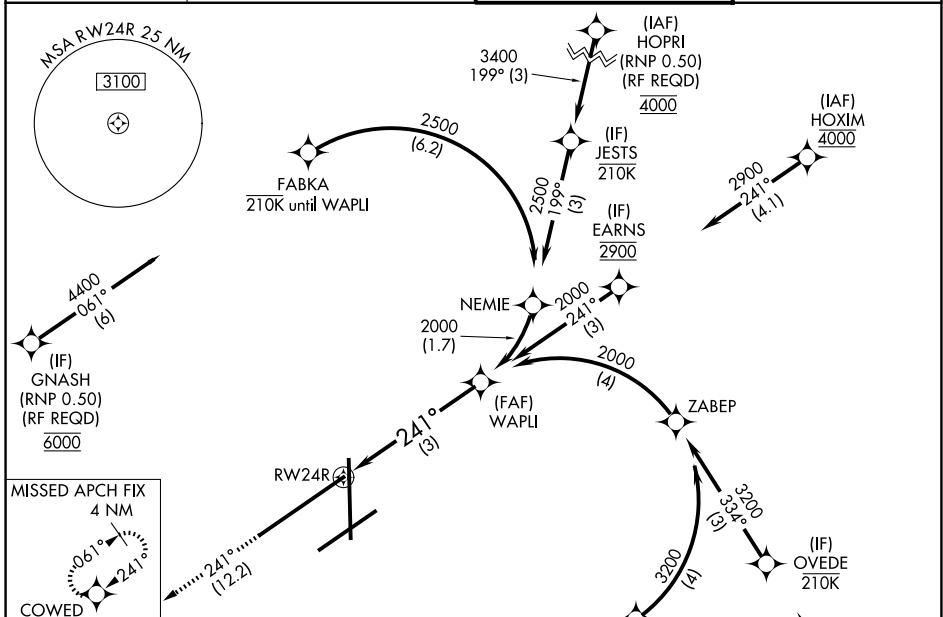 MSA RW24R 25 NM
3100
(IAF)
HOPRI
(RNP 0.50)
(RF REQD)
4000
3400
199° (3)
(IAF)
HOXIM
4000
2900
241°
(4.1)
2500
(6.2)
FABKA
210K until WAPLI
(IF)
JESTS
210K
2500
199°
(3)
(IF)
EARNS
2900
2000
241°
(3)
4400
061°
(6)
(IF)
GNASH
(RNP 0.50)
(RF REQD)
6000
NEMIE
2000
(1.7)
2000
(4)
(FAF)
WAPLI
ZABEP
241°
(3)
RW24R
3200
334°
(3)
(IF)
OVEDE
210K
3200
(4)
241°
(12.2)
MISSED APCH FIX
4 NM
061°
241°
COWED